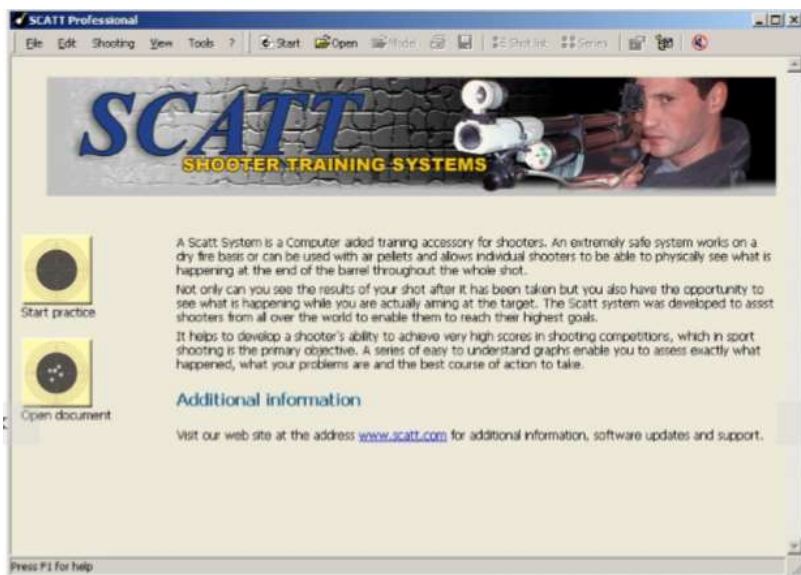 SCATT Professional
File Edit Shooting View Tools ? Start Open Model Shot list Series
SCATT
SHOOTER TRAINING SYSTEMS
A Scatt System is a Computer aided training accessory for shooters. An extremely safe system works on a
dry fire basis or can be used with air pellets and allows individual shooters to be able to physically see what is
happening at the end of the barrel throughout the whole shot.
Not only can you see the results of your shot after it has been taken but you also have the opportunity to
see what is happening while you are actually aiming at the target. The Scatt system was developed to assist
shooters from all over the world to enable them to reach their highest goals.
It helps to develop a shooter's ability to achieve very high scores in shooting competitions, which in sport
shooting is the primary objective. A series of easy to understand graphs enable you to assess exactly what
happened, what your problems are and the best course of action to take.
Start practice
Open document
Additional information
Visit our web site at the address www.scatt.com for additional information, software updates and support.
Press F1 for help